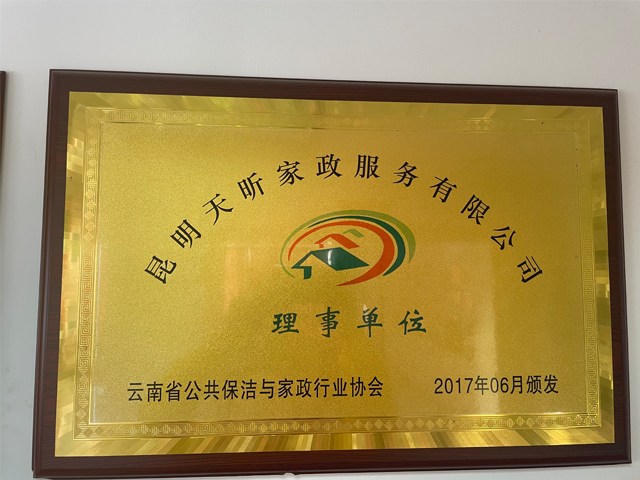 昆明天昕家政服务有限公司
理事单位
云南省公共保洁与家政行业协会 2017年06月颁发